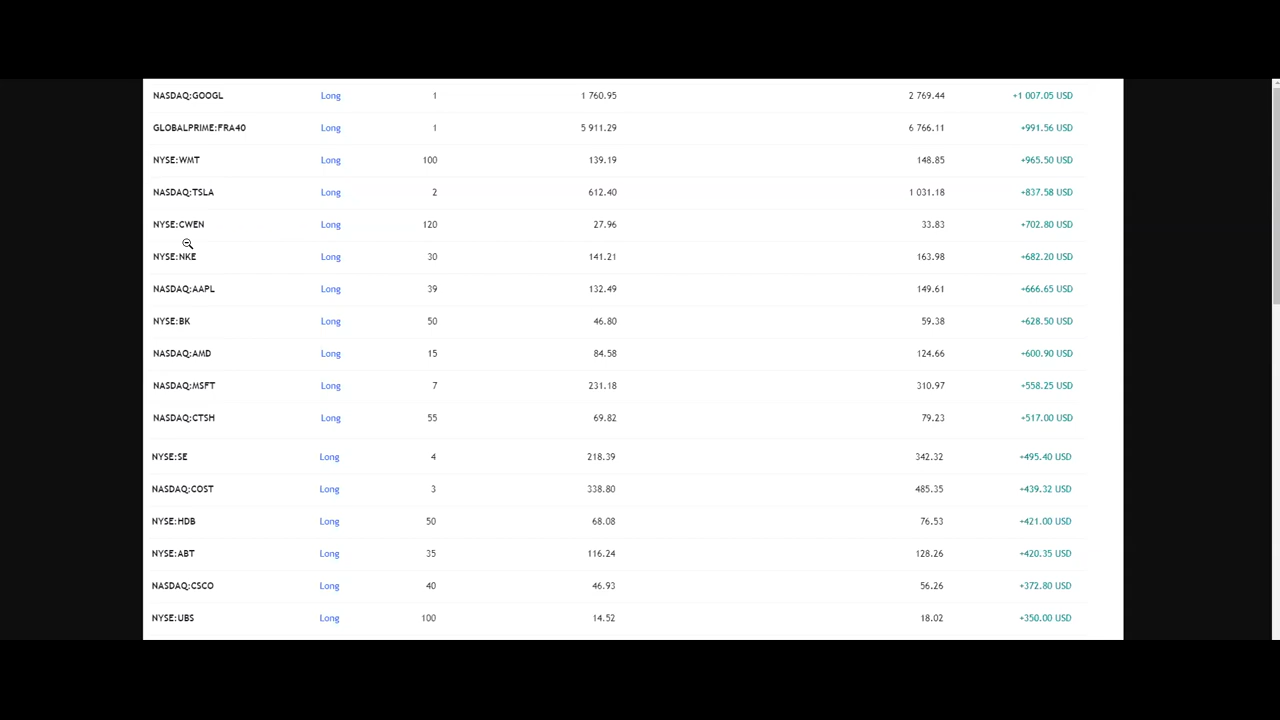 NASDAQ:GOOGL Long 1 1 760.95 2 769.44 +1 007.05 USD
GLOBALPRIME:FRA40 Long 1 5 911.29 6 766.11 +991.56 USD
NYSE:WMT Long 100 139.19 148.85 +965.50 USD
NASDAQ:TSLA Long 2 612.40 1 031.18 +837.58 USD
NYSE:CWEN Long 120 27.96 33.83 +702.80 USD
NYSE:NKE Long 30 141.21 163.98 +682.20 USD
NASDAQ:AAPL Long 39 132.49 149.61 +666.65 USD
NYSE:BK Long 50 46.80 59.38 +628.50 USD
NASDAQ:AMD Long 15 84.58 124.66 +600.90 USD
NASDAQ:MSFT Long 7 231.18 310.97 +558.25 USD
NASDAQ:CTSH Long 55 69.82 79.23 +517.00 USD
NYSE:SE Long 4 218.39 342.32 +495.40 USD
NASDAQ:COST Long 3 338.80 485.35 +439.32 USD
NYSE:HDB Long 50 68.08 76.53 +421.00 USD
NYSE:ABT Long 35 116.24 128.26 +420.35 USD
NASDAQ:CSCO Long 40 46.93 56.26 +372.80 USD
NYSE:UBS Long 100 14.52 18.02 +350.00 USD